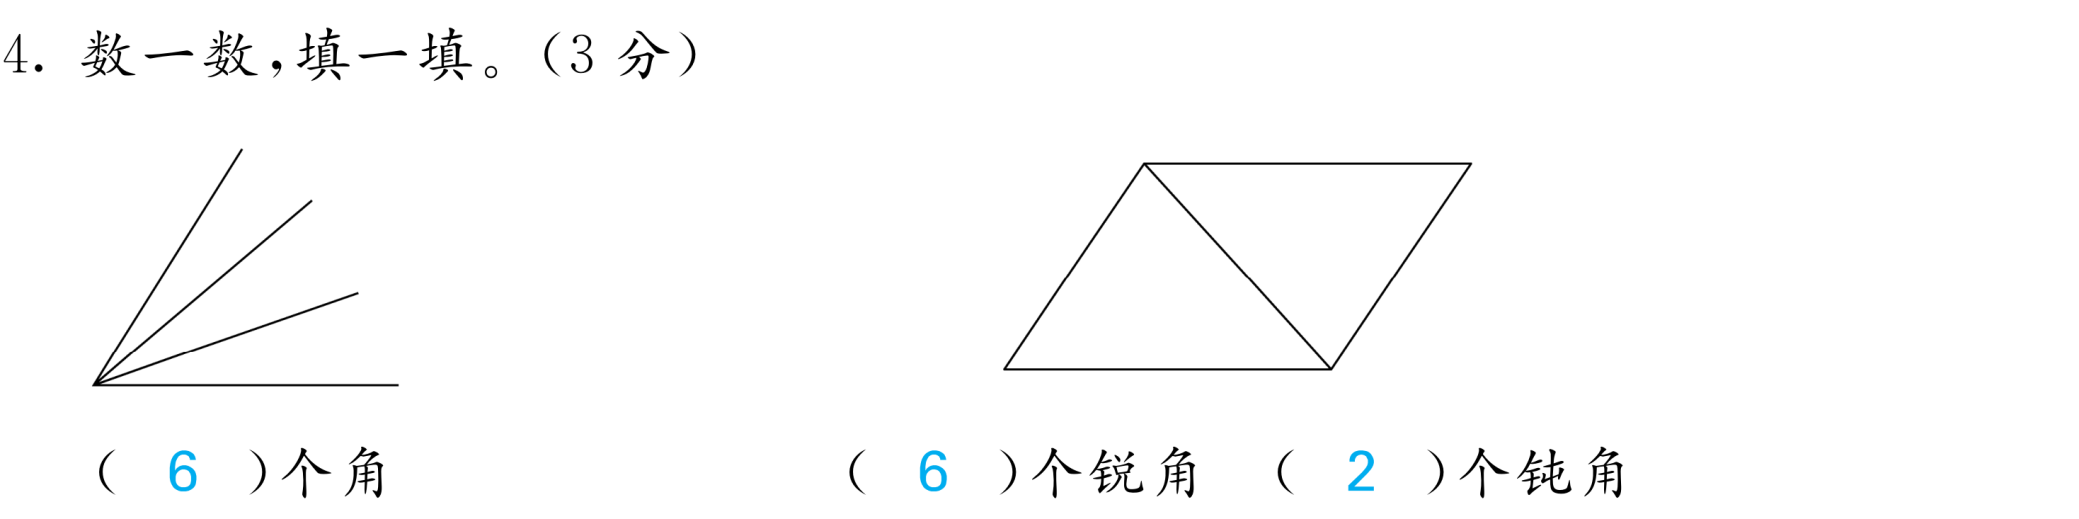 4. 数一数,填一填。(3 分)
( 6 )个角 ( 6 )个锐角 ( 2 )个钝角